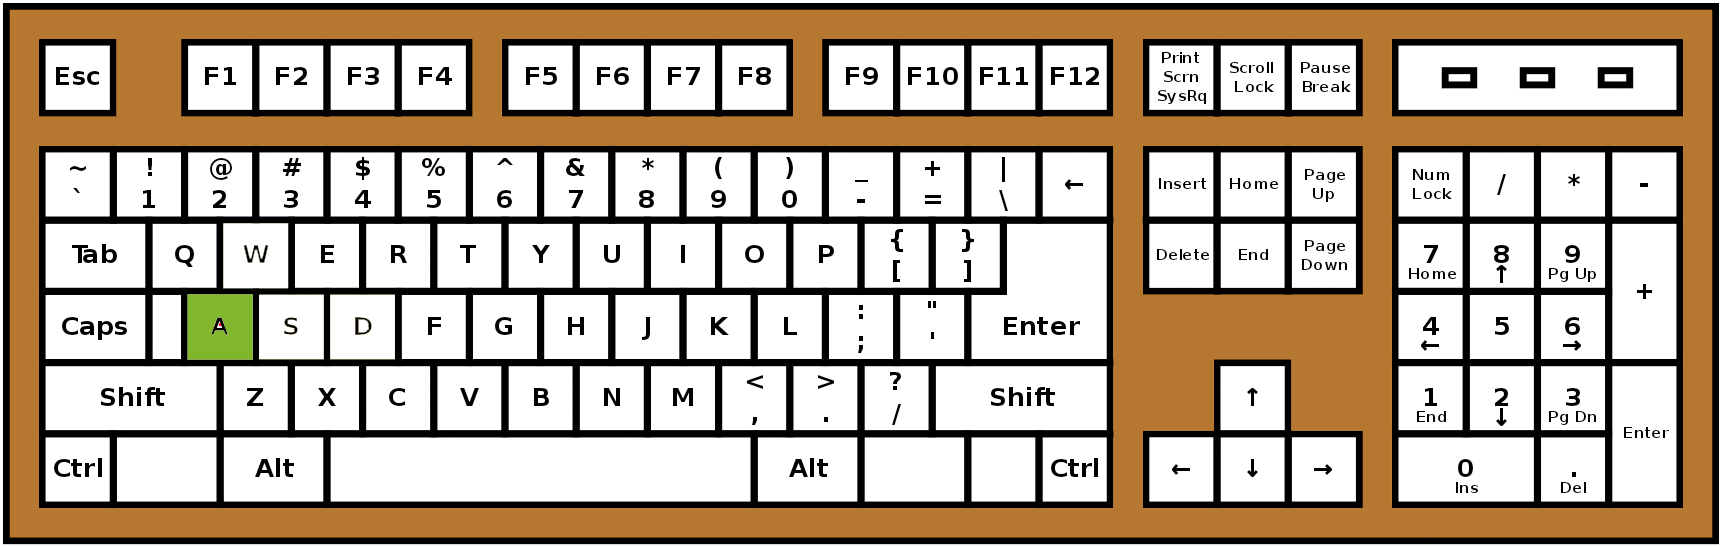 Esc F1 F2 F3 F4 F5 F6 F7 F8 F9 F10 F11 F12
Print
Scrn
SysRq
Scroll
Lock
Pause
Break
~ ! @ # $ % ^ & * ( ) _ + |
` 1 2 3 4 5 6 7 8 9 0 - = \ ←
Insert Home Page
Up
Num
Lock
/ * -
Tab Q W E R T Y U I O P { }
[ ]
Delete End Page
Down
7 8 9
Home ↑ Pg Up
+
Caps A S D F G H J K L : "
; ' Enter
4 5 6
← →
Shift Z X C V B N M < > ?
, . / Shift
↑
1 2 3
End ↓ Pg Dn
Enter
Ctrl Alt Alt Ctrl
← ↓ →
0 .
Ins Del